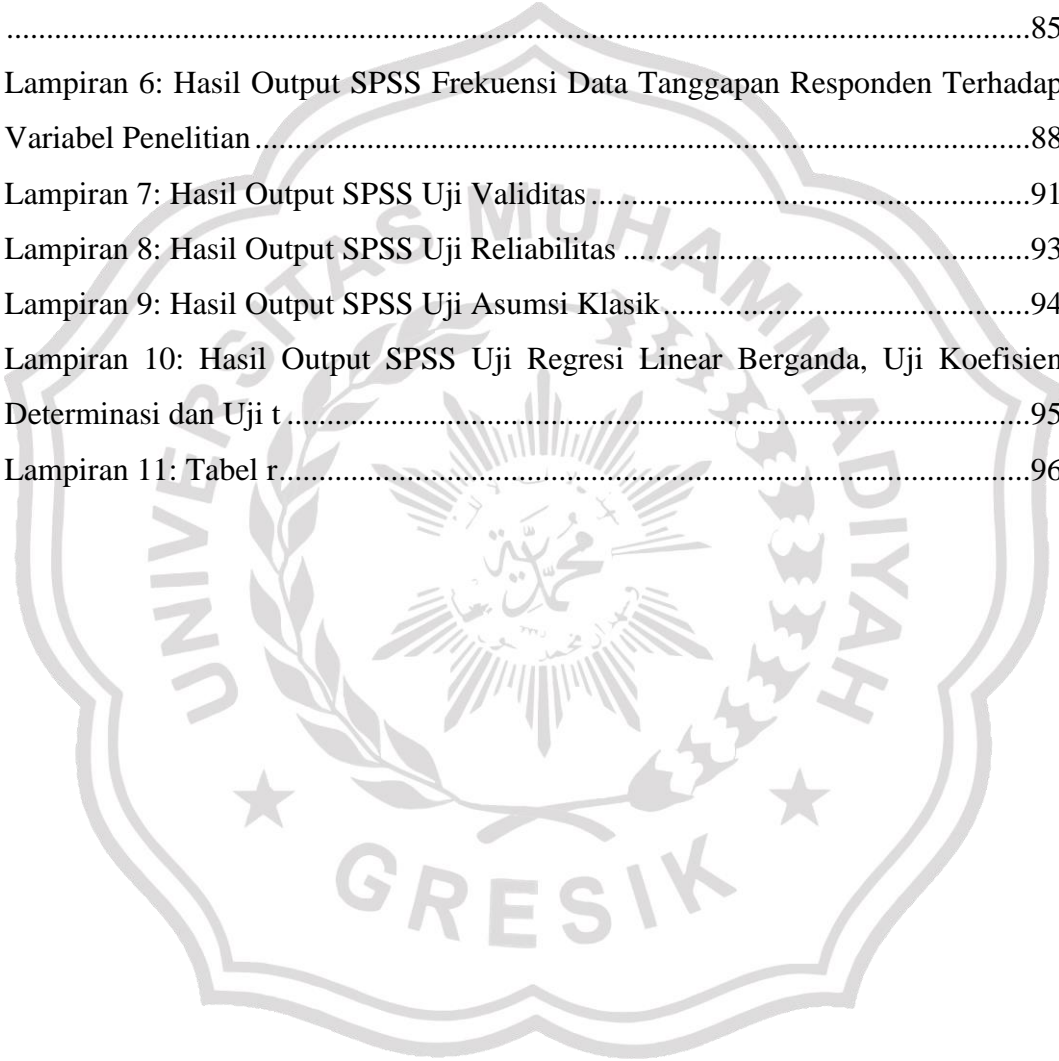 ................................................................................................................................85
Lampiran 6: Hasil Output SPSS Frekuensi Data Tanggapan Responden Terhadap
Variabel Penelitian ................................................................................................88
Lampiran 7: Hasil Output SPSS Uji Validitas .......................................................91
Lampiran 8: Hasil Output SPSS Uji Reliabilitas ...................................................93
Lampiran 9: Hasil Output SPSS Uji Asumsi Klasik ..............................................94
Lampiran 10: Hasil Output SPSS Uji Regresi Linear Berganda, Uji Koefisien
Determinasi dan Uji t .............................................................................................95
Lampiran 11: Tabel r ..............................................................................................96
UNIVERSITAS MUHAMMADIYAH
محمد
GRESIK